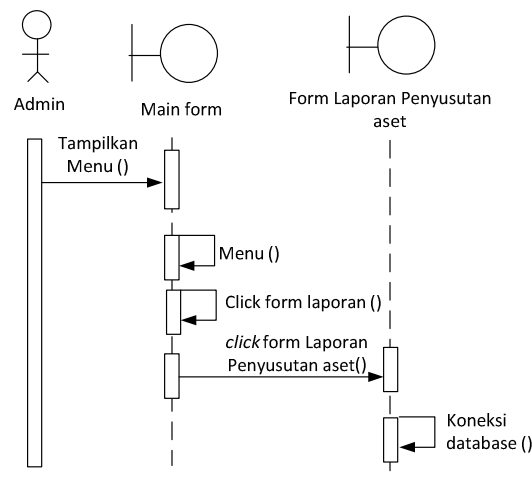 Admin
Main form
Form Laporan Penyusutan
aset
Tampilkan
Menu ()
Menu ()
Click form laporan ()
click form Laporan
Penyusutan aset()
Koneksi
database ()